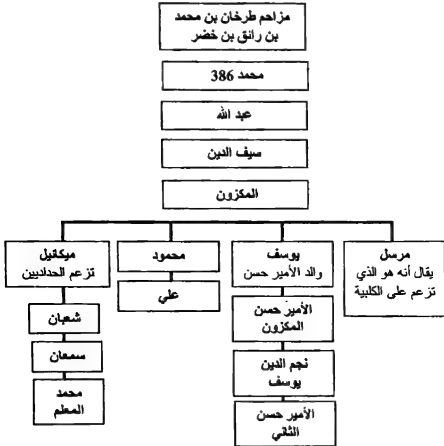 مزاحم طرخان بن محمد
بن رائق بن خضر
محمد 386
عبد الله
سيف الدين
المكزون
مرسل
يقال أنه هو الذي
تزعم على الكلبية
يوسف
والد الأمير حسن
الأمير حسن
المكزون
نجم الدين
يوسف
الأمير حسن
الثاني
محمود
علي
ميكائيل
تزعم الحداديين
شعبان
سمعان
محمد
المعلم